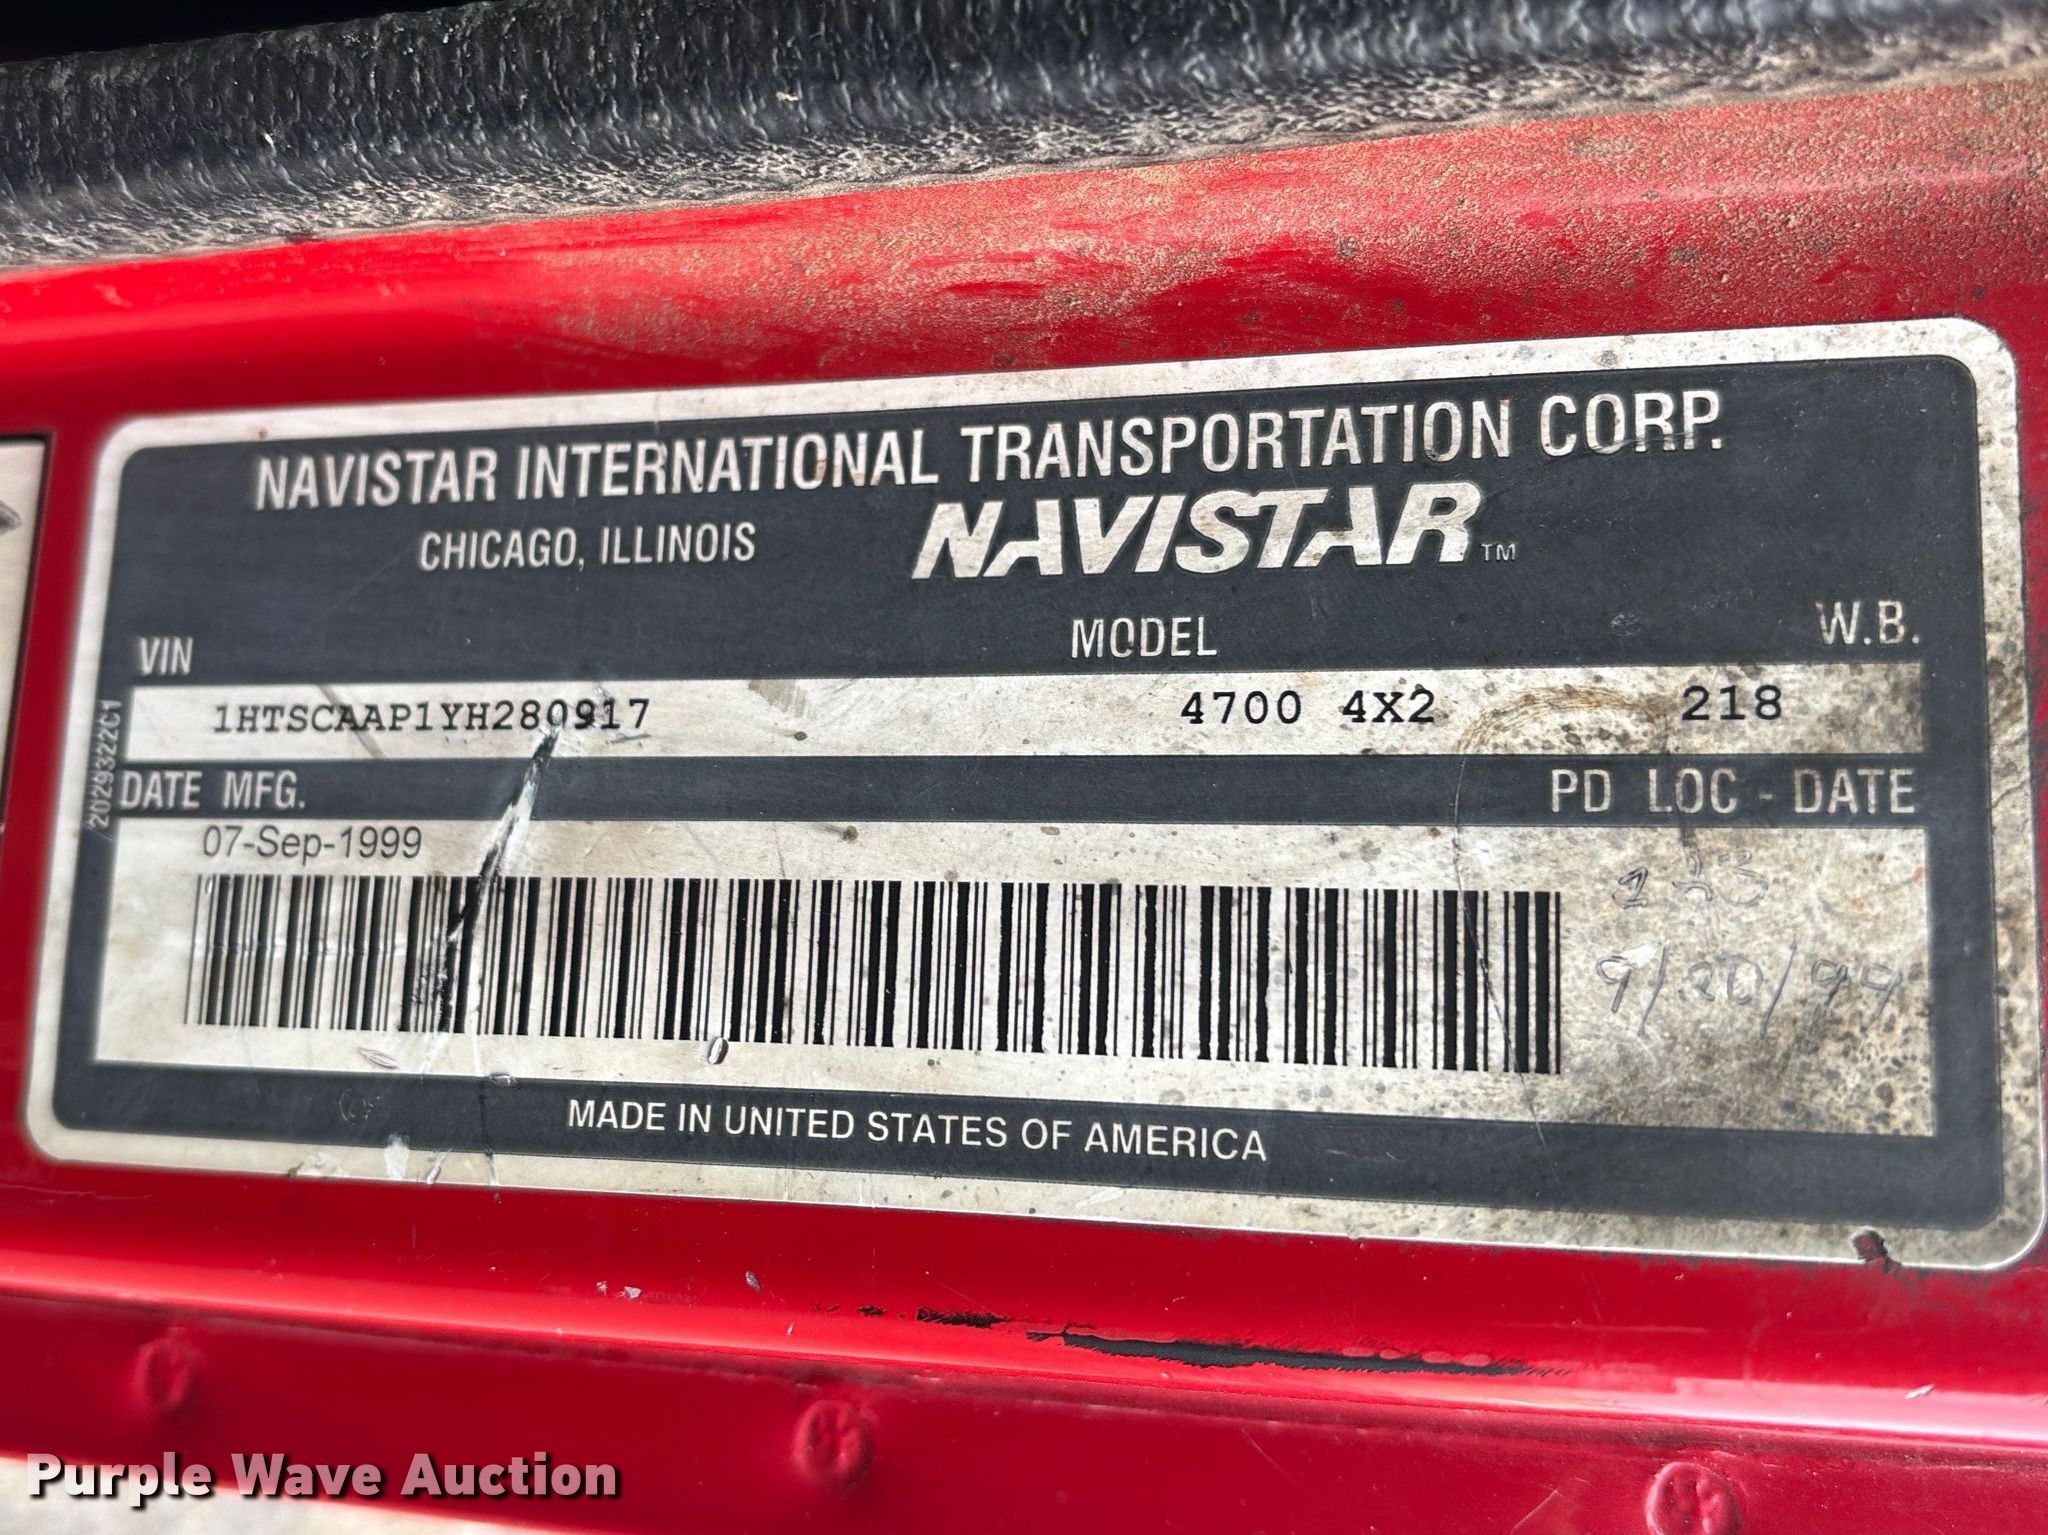 NAVISTAR INTERNATIONAL TRANSPORTATION CORP.
CHICAGO, ILLINOIS NAVISTAR™
VIN MODEL W.B.
1HTSCAAP1YH280917 4700 4X2 218
2029322C1
DATE MFG. PD LOC - DATE
07-Sep-1999
9/20/99
MADE IN UNITED STATES OF AMERICA
Purple Wave Auction